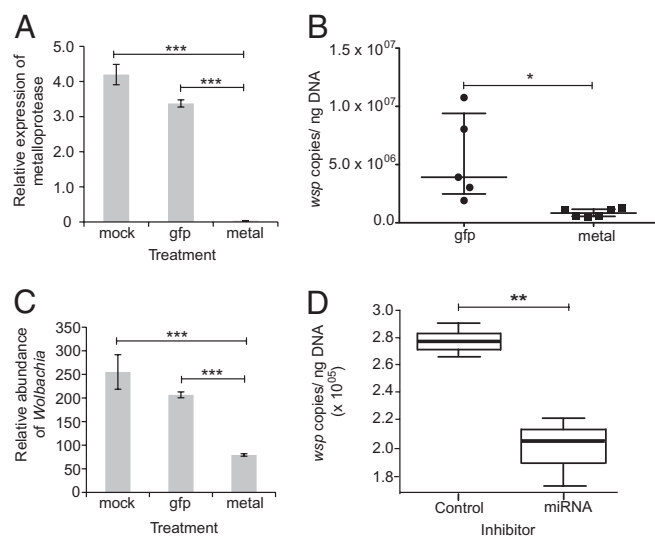 A
Relative expression of
metalloprotease
5.0
4.0
3.0
2.0
1.0
0
***
***
mock
gfp
metal
Treatment
B
wsp copies/ ng DNA
1.5 x 10⁰⁷
1.0 x 10⁰⁷
5.0 x 10⁰⁶
0.0
*
gfp
metal
C
Relative abundance
of Wolbachia
350
300
250
200
150
100
50
0
***
***
mock
gfp
metal
Treatment
D
wsp copies/ ng DNA
(x 10⁰⁵)
3.0
2.8
2.6
2.2
2.0
1.8
**
Control
miRNA
Inhibitor